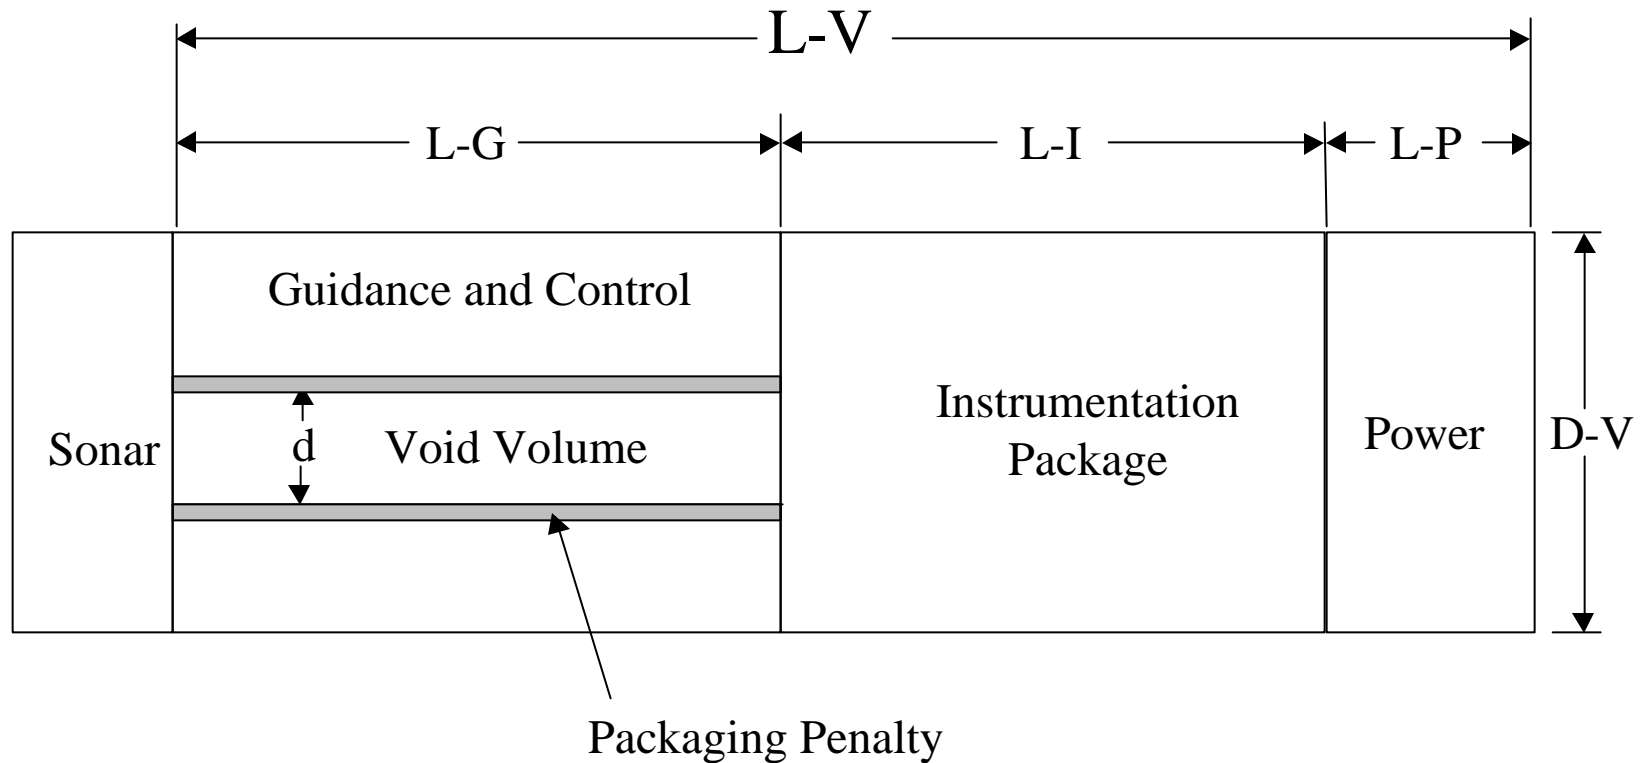 L-V
L-G
L-I
L-P
Guidance and Control
Sonar
d
Void Volume
Instrumentation
Package
Power
D-V
Packaging Penalty